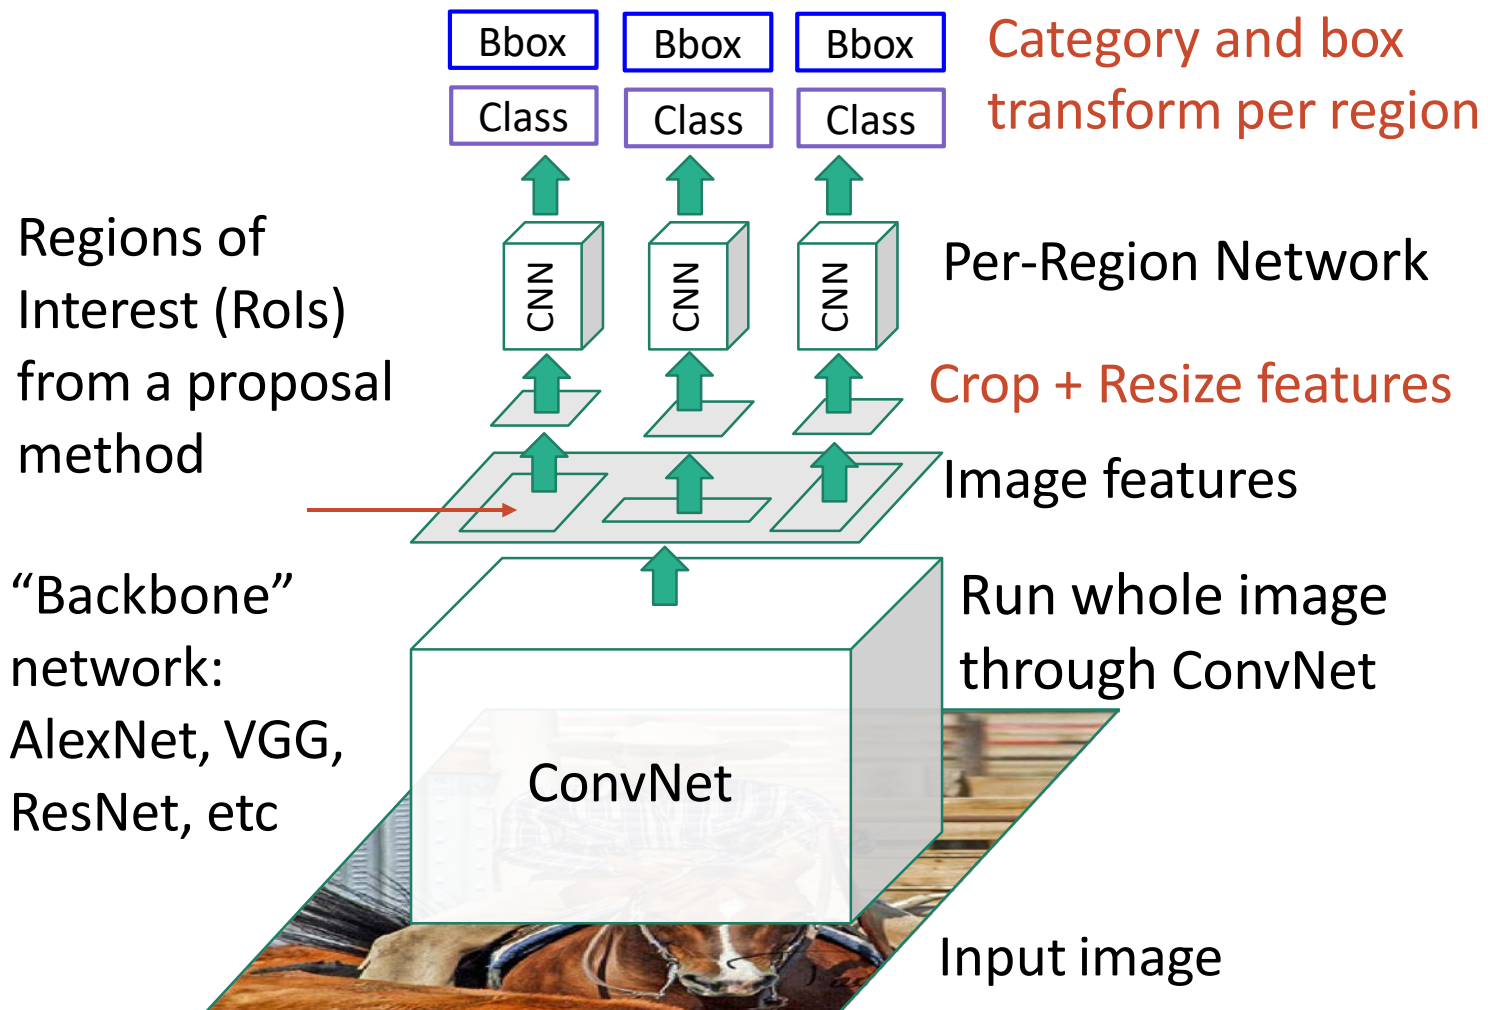 Bbox
Bbox
Bbox
Class
Class
Class
Category and box
transform per region
Regions of
Interest (RoIs)
from a proposal
method
CNN
CNN
CNN
Per-Region Network
Crop + Resize features
Image features
“Backbone”
network:
AlexNet, VGG,
ResNet, etc
Run whole image
through ConvNet
ConvNet
Input image